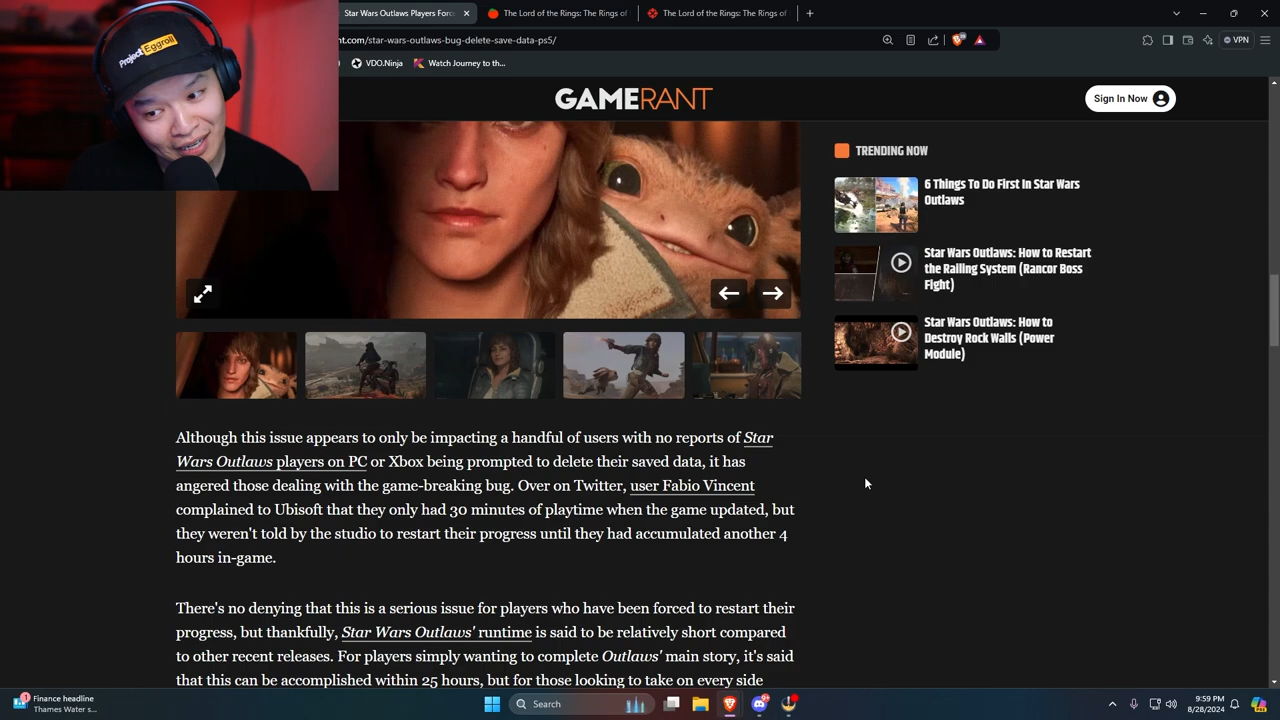 Project
Eggroll
Star Wars Outlaws Players Forc
The Lord of the Rings: The Rings of
The Lord of the Rings: The Rings of
nt.com/star-wars-outlaws-bug-delete-save-data-ps5/
VPN
VDO.Ninja
Watch Journey to th...
GAMERANT
Sign In Now
TRENDING NOW
6 Things To Do First In Star Wars
Outlaws
Star Wars Outlaws: How to Restart
the Railing System (Rancor Boss
Fight)
Star Wars Outlaws: How to
Destroy Rock Walls (Power
Module)
Although this issue appears to only be impacting a handful of users with no reports of Star
Wars Outlaws players on PC or Xbox being prompted to delete their saved data, it has
angered those dealing with the game-breaking bug. Over on Twitter, user Fabio Vincent
complained to Ubisoft that they only had 30 minutes of playtime when the game updated, but
they weren't told by the studio to restart their progress until they had accumulated another 4
hours in-game.
There's no denying that this is a serious issue for players who have been forced to restart their
progress, but thankfully, Star Wars Outlaws' runtime is said to be relatively short compared
to other recent releases. For players simply wanting to complete Outlaws' main story, it's said
that this can be accomplished within 25 hours, but for those looking to take on every side
1
Finance headline
Thames Water s...
Search
9:59 PM
8/28/2024